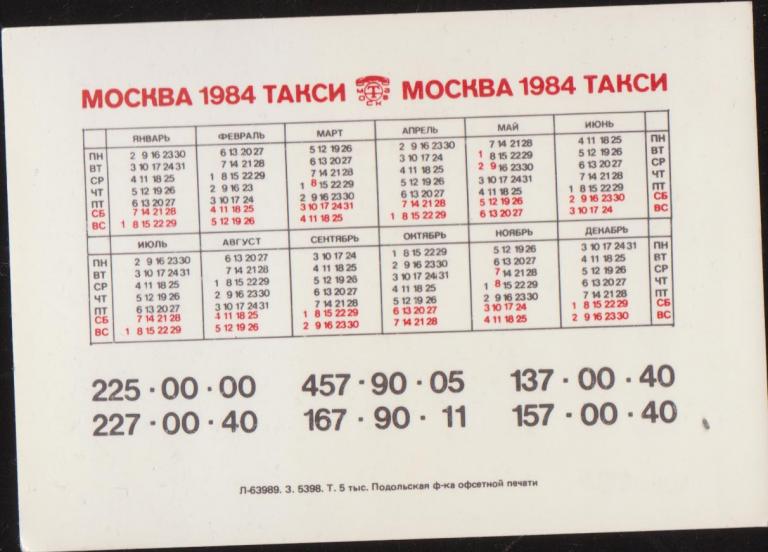 МОСКВА 1984 ТАКСИ МОСКВА МОСКВА 1984 ТАКСИ
ЯНВАРЬ ФЕВРАЛЬ МАРТ АПРЕЛЬ МАЙ ИЮНЬ
ПН 2 9 16 23 30 6 13 20 27 5 12 19 26 2 9 16 23 30 7 14 21 28 4 11 18 25 ПН
ВТ 3 10 17 24 31 7 14 21 28 6 13 20 27 3 10 17 24 1 8 15 22 29 5 12 19 26 ВТ
СР 4 11 18 25 1 8 15 22 29 7 14 21 28 4 11 18 25 2 9 16 23 30 6 13 20 27 СР
ЧТ 5 12 19 26 2 9 16 23 1 8 15 22 29 5 12 19 26 3 10 17 24 31 7 14 21 28 ЧТ
ПТ 6 13 20 27 3 10 17 24 2 9 16 23 30 6 13 20 27 4 11 18 25 1 8 15 22 29 ПТ
СБ 7 14 21 28 4 11 18 25 3 10 17 24 31 7 14 21 28 5 12 19 26 2 9 16 23 30 СБ
ВС 1 8 15 22 29 5 12 19 26 4 11 18 25 1 8 15 22 29 6 13 20 27 3 10 17 24 ВС
ИЮЛЬ АВГУСТ СЕНТЯБРЬ ОКТЯБРЬ НОЯБРЬ ДЕКАБРЬ
ПН 2 9 16 23 30 6 13 20 27 3 10 17 24 1 8 15 22 29 5 12 19 26 3 10 17 24 31 ПН
ВТ 3 10 17 24 31 7 14 21 28 4 11 18 25 2 9 16 23 30 6 13 20 27 4 11 18 25 ВТ
СР 4 11 18 25 1 8 15 22 29 5 12 19 26 3 10 17 24 31 7 14 21 28 5 12 19 26 СР
ЧТ 5 12 19 26 2 9 16 23 30 6 13 20 27 4 11 18 25 1 8 15 22 29 6 13 20 27 ЧТ
ПТ 6 13 20 27 3 10 17 24 31 7 14 21 28 5 12 19 26 2 9 16 23 30 7 14 21 28 ПТ
СБ 7 14 21 28 4 11 18 25 1 8 15 22 29 6 13 20 27 3 10 17 24 1 8 15 22 29 СБ
ВС 1 8 15 22 29 5 12 19 26 2 9 16 23 30 7 14 21 28 4 11 18 25 2 9 16 23 30 ВС
225·00·00 457·90·05 137·00·40
227·00·40 167·90·11 157·00·40
Л-63989. З. 5398. Т. 5 тыс. Подольская ф-ка офсетной печати